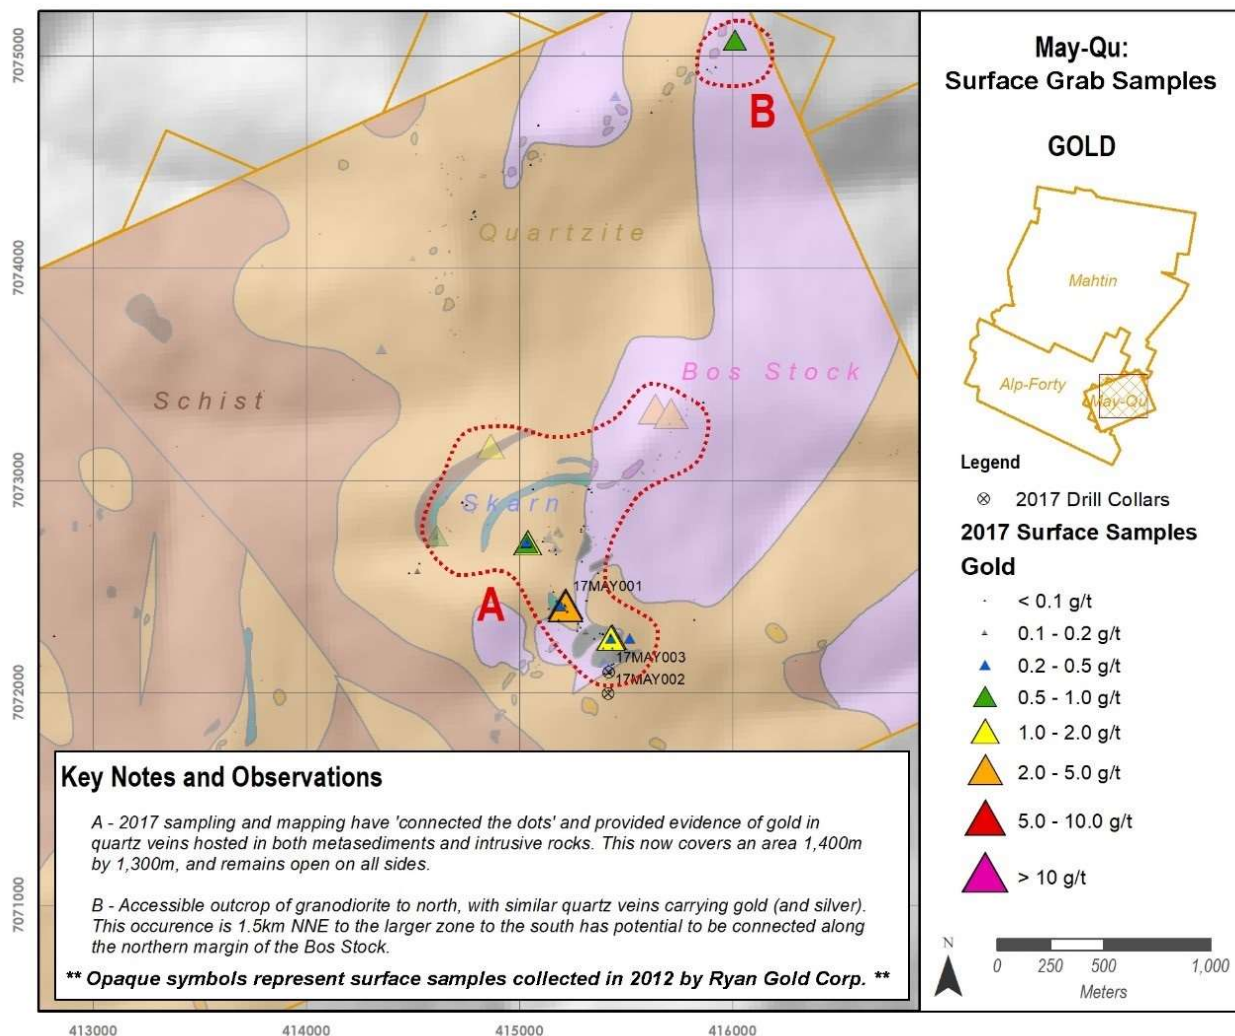 May-Qu:
Surface Grab Samples
GOLD
Mahtin
Alp-Forty
May-Qu
Legend
2017 Drill Collars
2017 Surface Samples
Gold
< 0.1 g/t
0.1 - 0.2 g/t
0.2 - 0.5 g/t
0.5 - 1.0 g/t
1.0 - 2.0 g/t
2.0 - 5.0 g/t
5.0 - 10.0 g/t
> 10 g/t
N
0 250 500 1,000
Meters
7075000
7074000
7073000
7072000
7071000
B
Quartzite
Bos Stock
Schist
Skarn
A
17MAY001
17MAY003
17MAY002
Key Notes and Observations
A - 2017 sampling and mapping have 'connected the dots' and provided evidence of gold in
quartz veins hosted in both metasediments and intrusive rocks. This now covers an area 1,400m
by 1,300m, and remains open on all sides.
B - Accessible outcrop of granodiorite to north, with similar quartz veins carrying gold (and silver).
This occurence is 1.5km NNE to the larger zone to the south has potential to be connected along
the northern margin of the Bos Stock.
** Opaque symbols represent surface samples collected in 2012 by Ryan Gold Corp. **
413000 414000 415000 416000